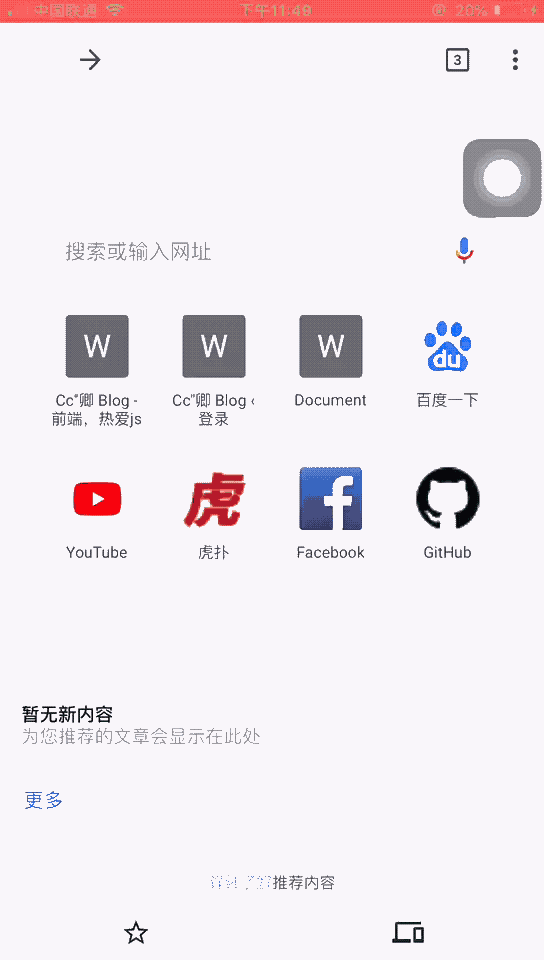 中国联通 下午11:49 20%
3
搜索或输入网址
W W W du
Cc"卿 Blog - Cc"卿 Blog ‹ Document 百度一下
前端，热爱js 登录
虎 f
YouTube 虎扑 Facebook GitHub
暂无新内容
为您推荐的文章会显示在此处
更多
推荐内容